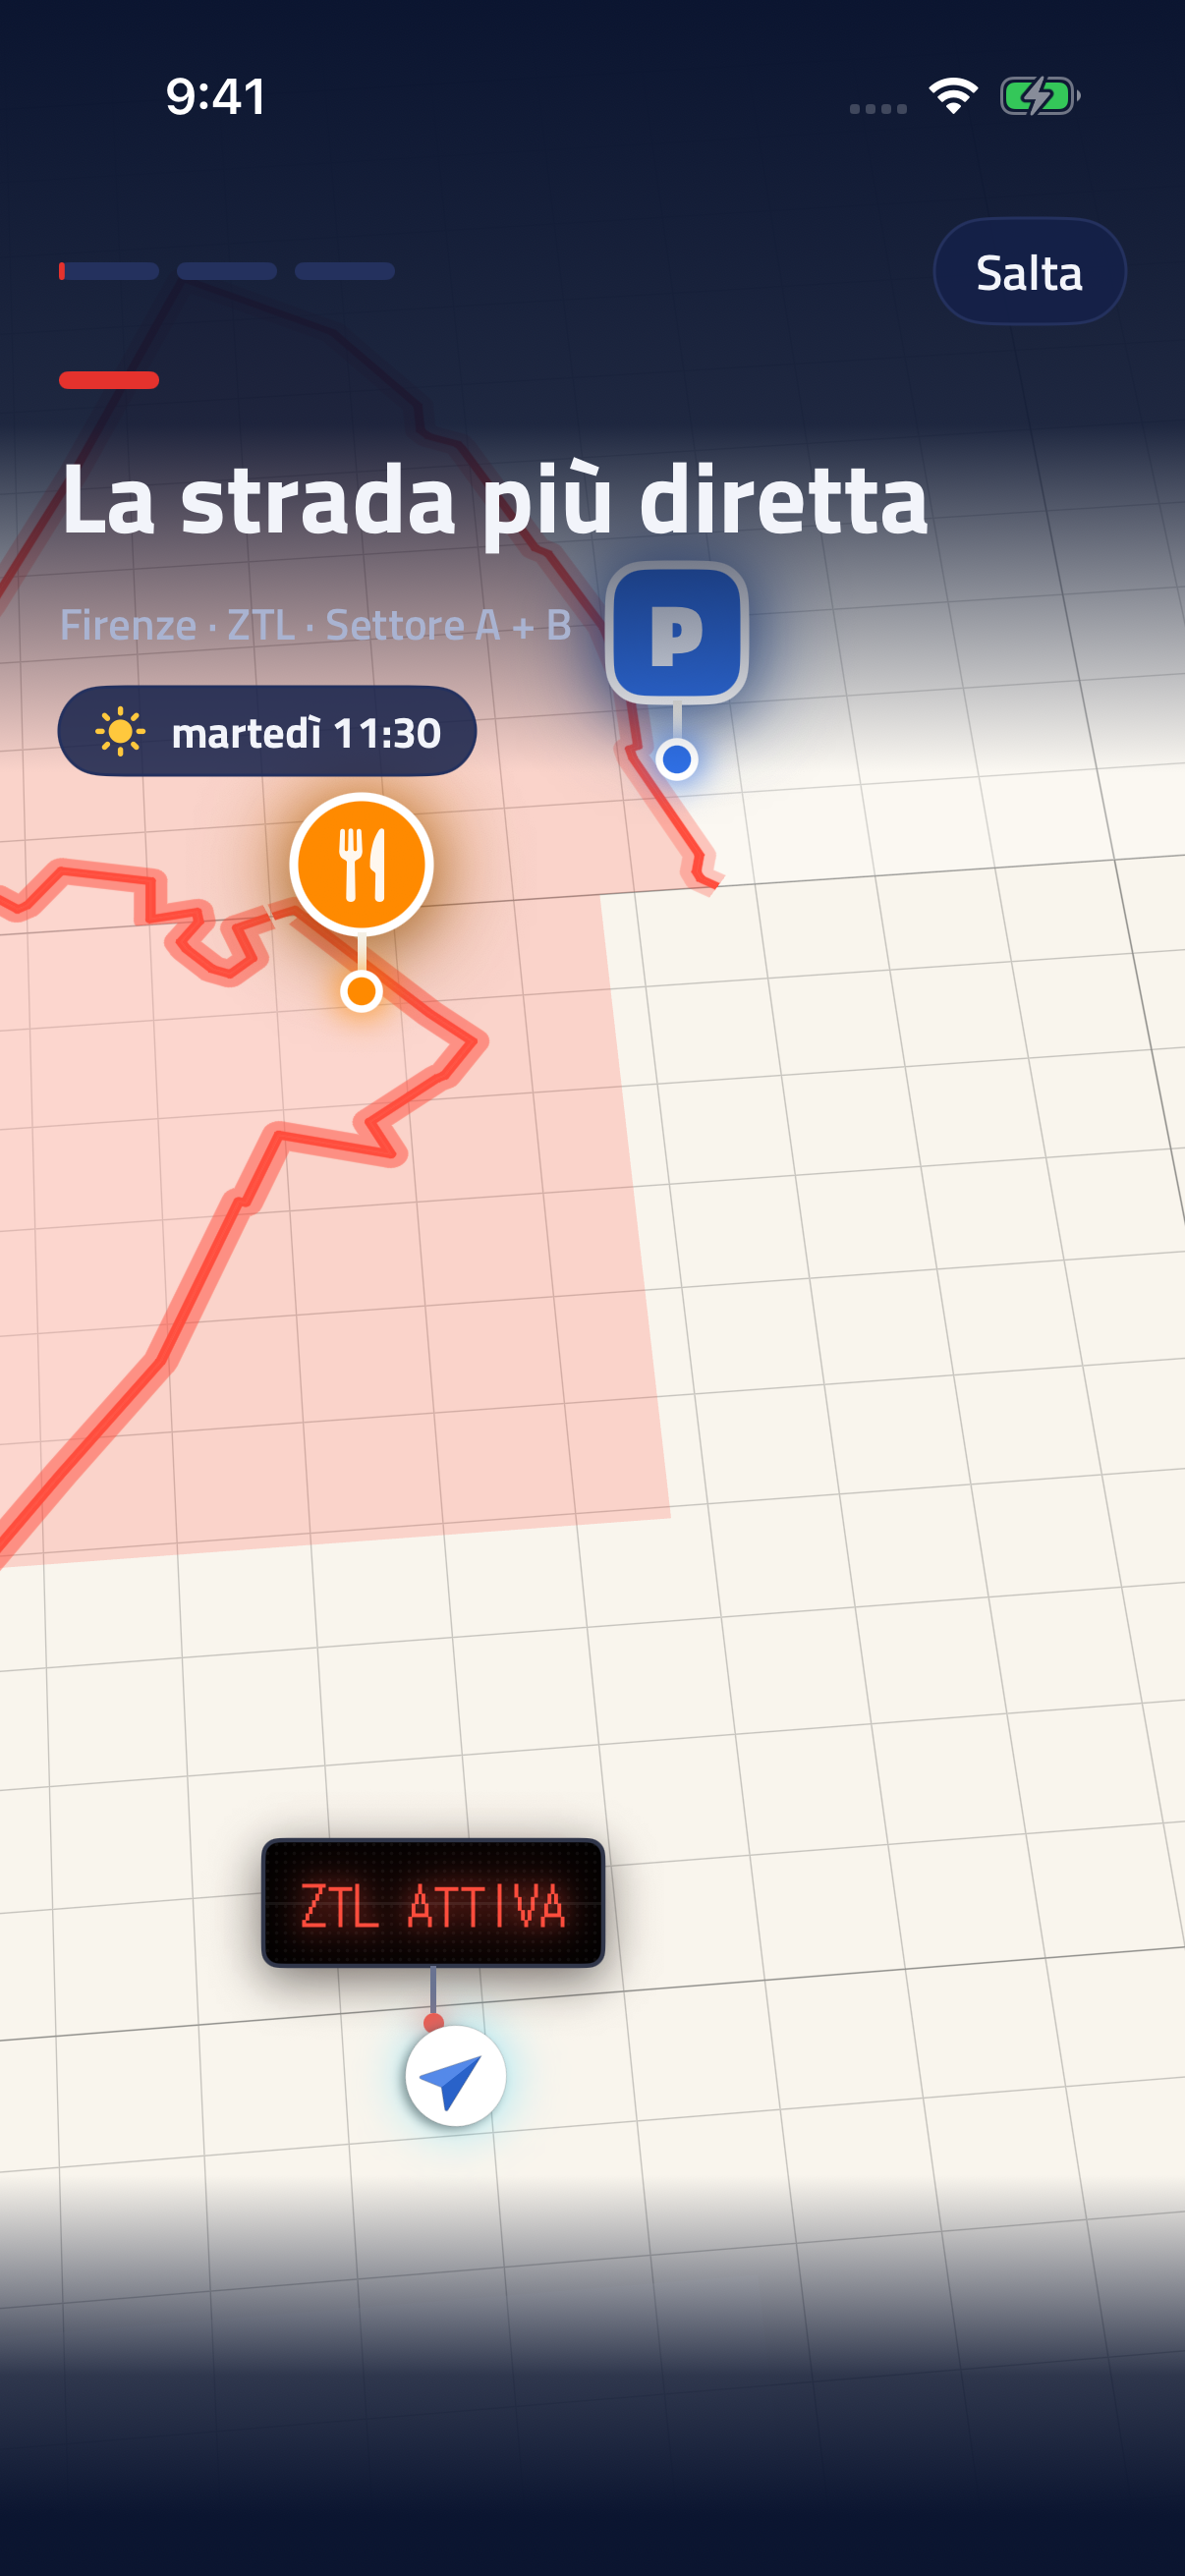 9:41
Salta
La strada più diretta
Firenze · ZTL · Settore A + B
P
martedì 11:30
ZTL ATTIVA